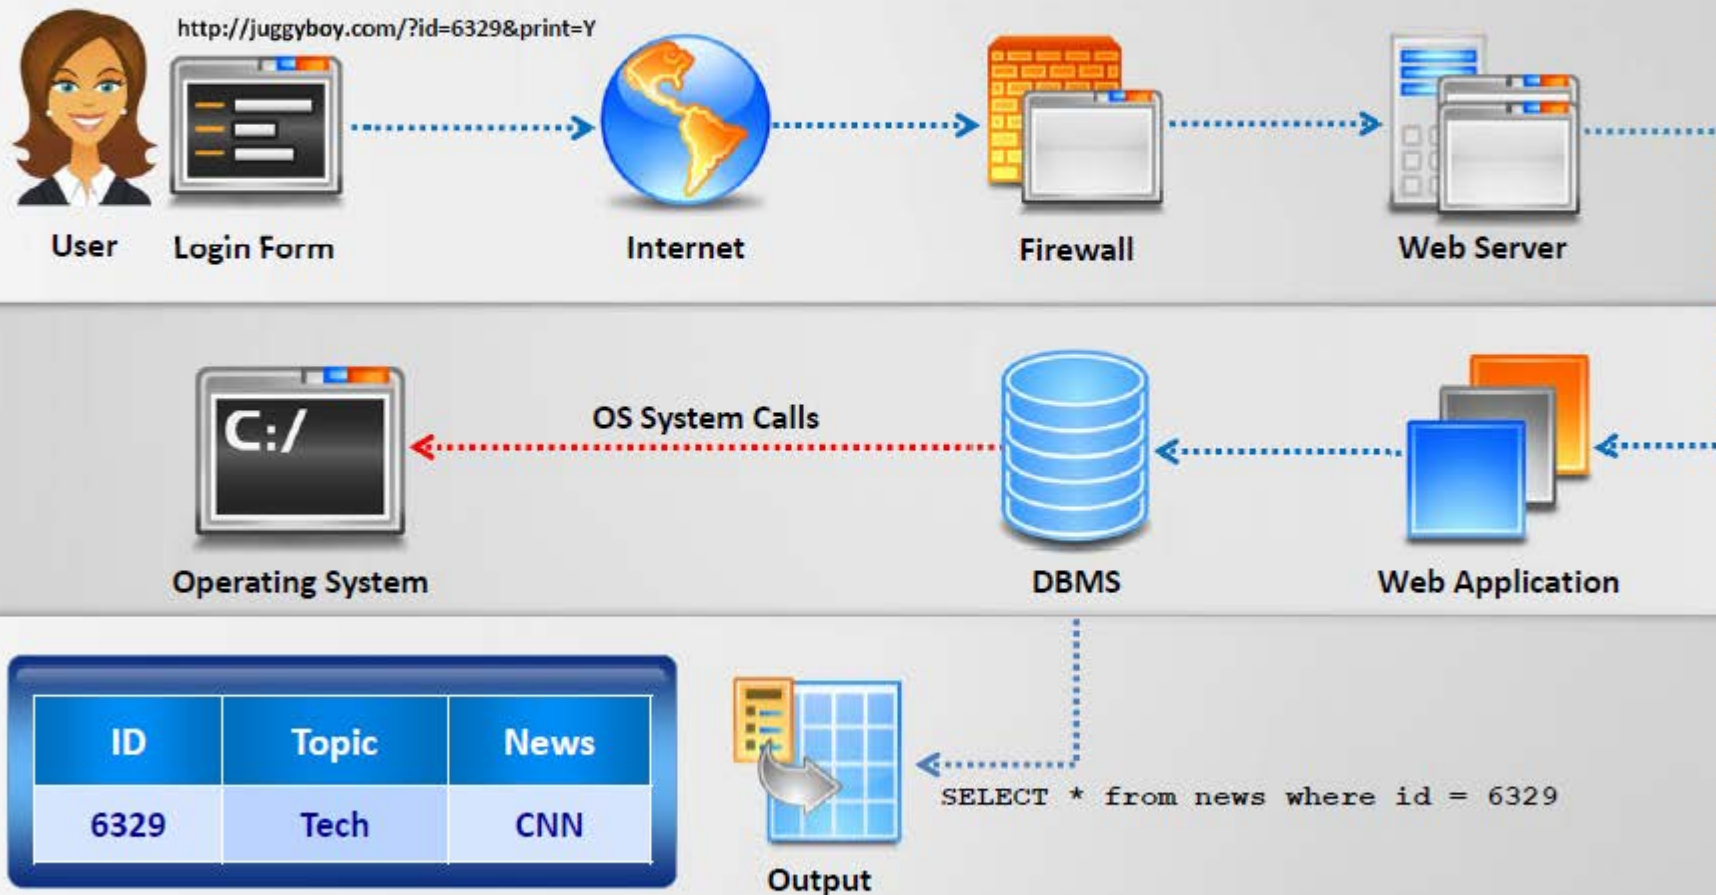 http://juggyboy.com/?id=6329&print=Y
User
Login Form
Internet
Firewall
Web Server
C:/
OS System Calls
Operating System
DBMS
Web Application
ID Topic News
6329 Tech CNN
SELECT * from news where id = 6329
Output